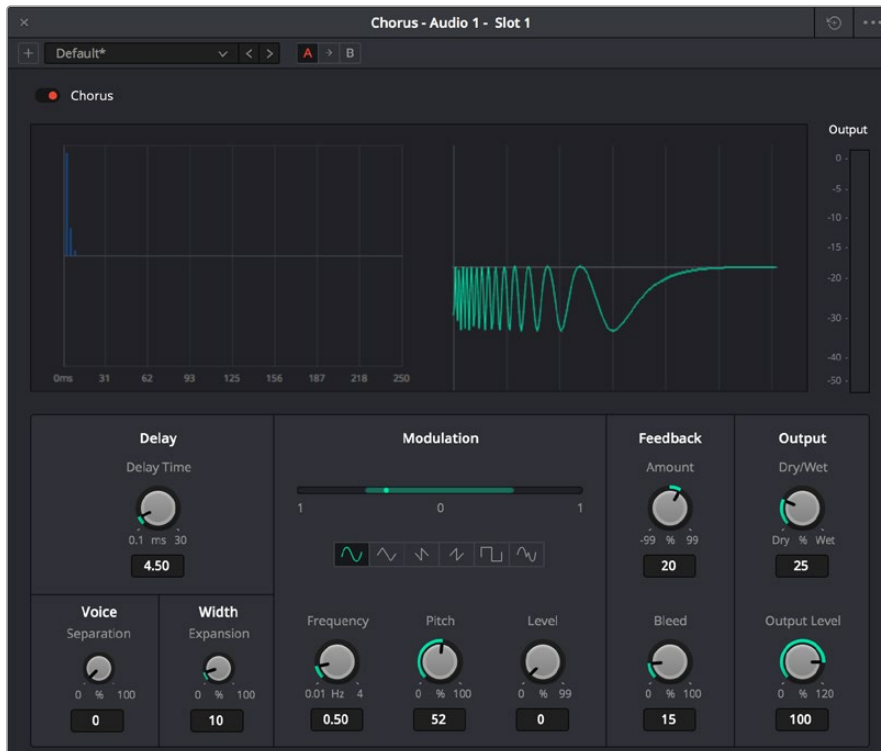 Chorus - Audio 1 - Slot 1
Default*
A
B
Chorus
Output
0
-5
-10
-15
-20
-30
-40
-50
0ms 31 62 93 125 156 187 218 250
Delay
Delay Time
0.1 ms 30
4.50
Voice
Separation
0 % 100
0
Width
Expansion
0 % 100
10
Modulation
1 0 1
Frequency
0.01 Hz 4
0.50
Pitch
0 % 100
52
Level
0 % 99
0
Feedback
Amount
-99 % 99
20
Bleed
0 % 100
15
Output
Dry/Wet
Dry % Wet
25
Output Level
0 % 120
100